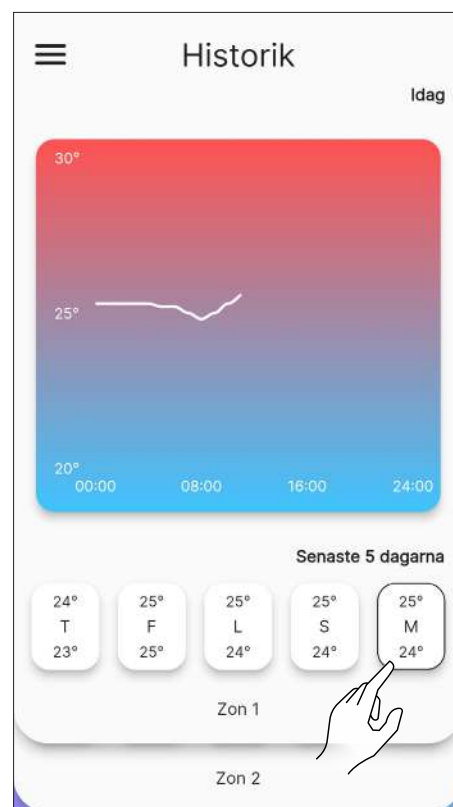 Historik
Idag
30°
25°
20°
00:00 08:00 16:00 24:00
Senaste 5 dagarna
24° 25° 25° 25° 25°
T F L S M
23° 25° 24° 24° 24°
Zon 1
Zon 2